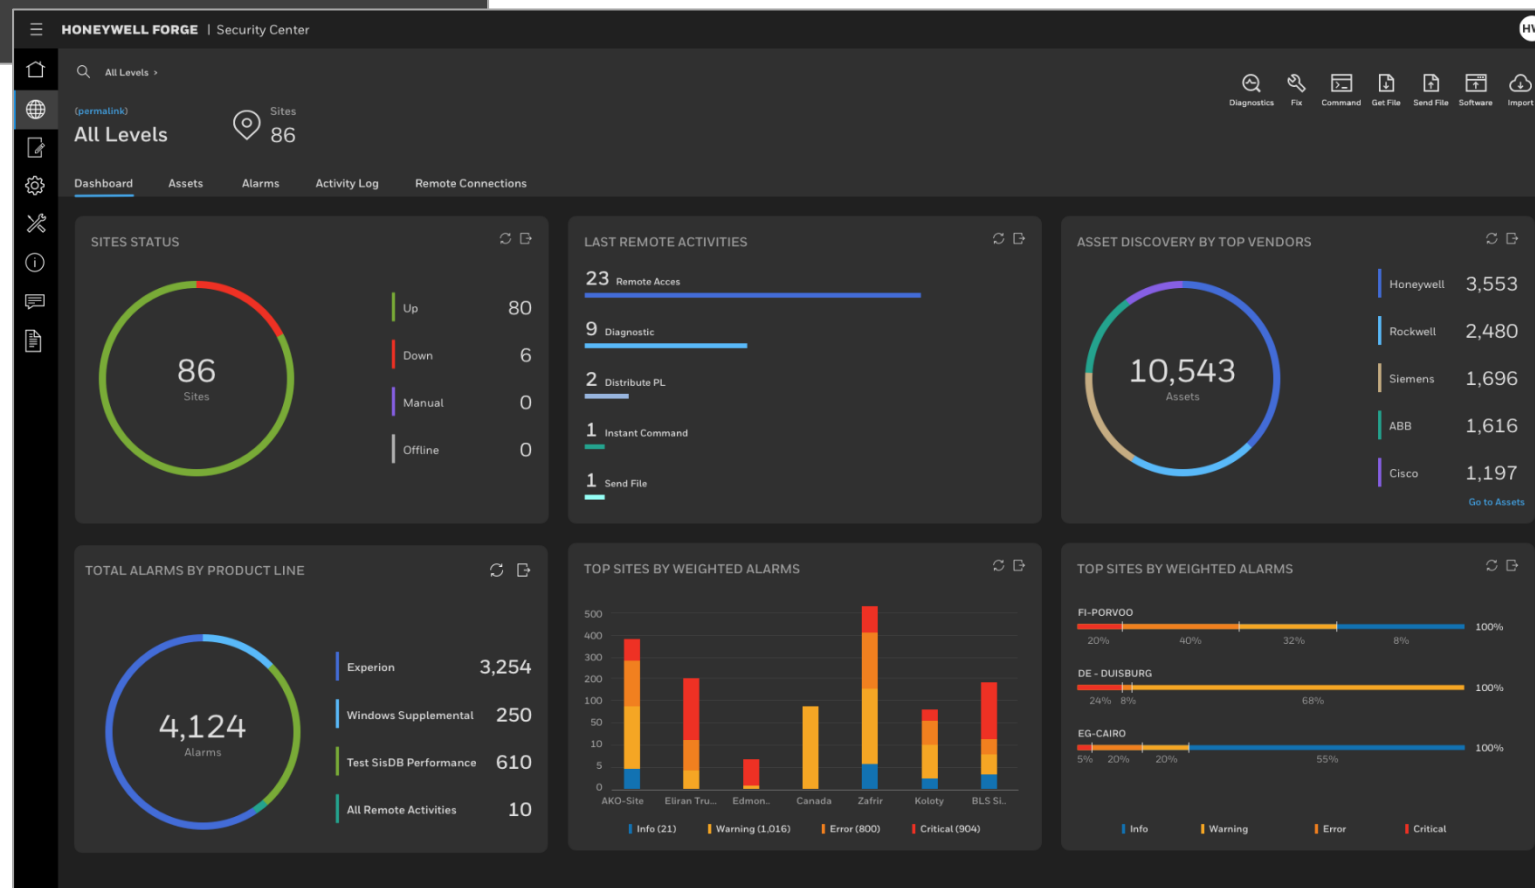 HONEYWELL FORGE | Security Center
HW
All Levels >
(permalink)
All Levels
Sites
86
Diagnostics
Fix
Command
Get File
Send File
Software
Import
Dashboard
Assets
Alarms
Activity Log
Remote Connections
SITES STATUS
86
Sites
Up 80
Down 6
Manual 0
Offline 0
LAST REMOTE ACTIVITIES
23 Remote Acces
9 Diagnostic
2 Distribute PL
1 Instant Command
1 Send File
ASSET DISCOVERY BY TOP VENDORS
10,543
Assets
Honeywell 3,553
Rockwell 2,480
Siemens 1,696
ABB 1,616
Cisco 1,197
Go to Assets
TOTAL ALARMS BY PRODUCT LINE
4,124
Alarms
Experion 3,254
Windows Supplemental 250
Test SisDB Performance 610
All Remote Activities 10
TOP SITES BY WEIGHTED ALARMS
500
400
300
200
100
50
10
5
0
AKO-Site
Eliran Tru...
Edmon..
Canada
Zafrir
Koloty
BLS Si..
Info (21)
Warning (1,016)
Error (800)
Critical (904)
TOP SITES BY WEIGHTED ALARMS
FI-PORVOO
100%
20% 40% 32% 8%
DE - DUISBURG
100%
24% 8% 68%
EG-CAIRO
100%
5% 20% 20% 55%
Info
Warning
Error
Critical